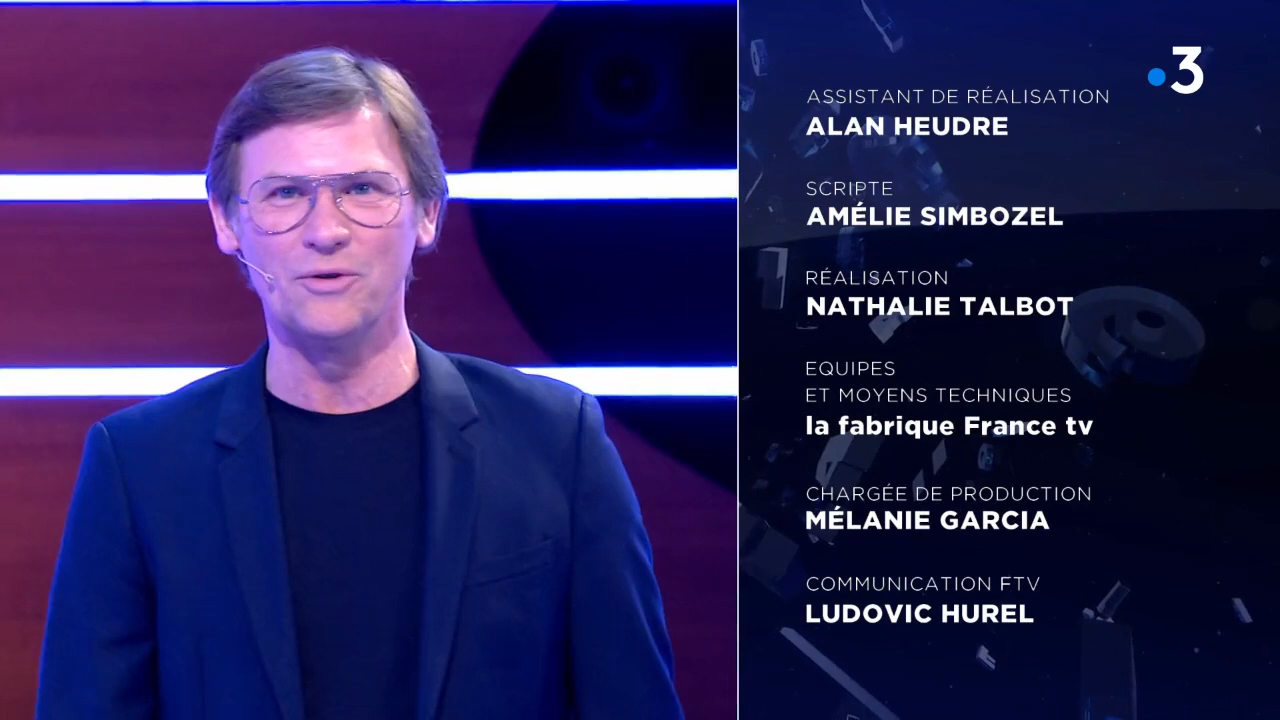 3
ASSISTANT DE RÉALISATION
ALAN HEUDRE
SCRIPTE
AMÉLIE SIMBOZEL
RÉALISATION
NATHALIE TALBOT
EQUIPES
ET MOYENS TECHNIQUES
la fabrique France tv
CHARGÉE DE PRODUCTION
MÉLANIE GARCIA
COMMUNICATION FTV
LUDOVIC HUREL